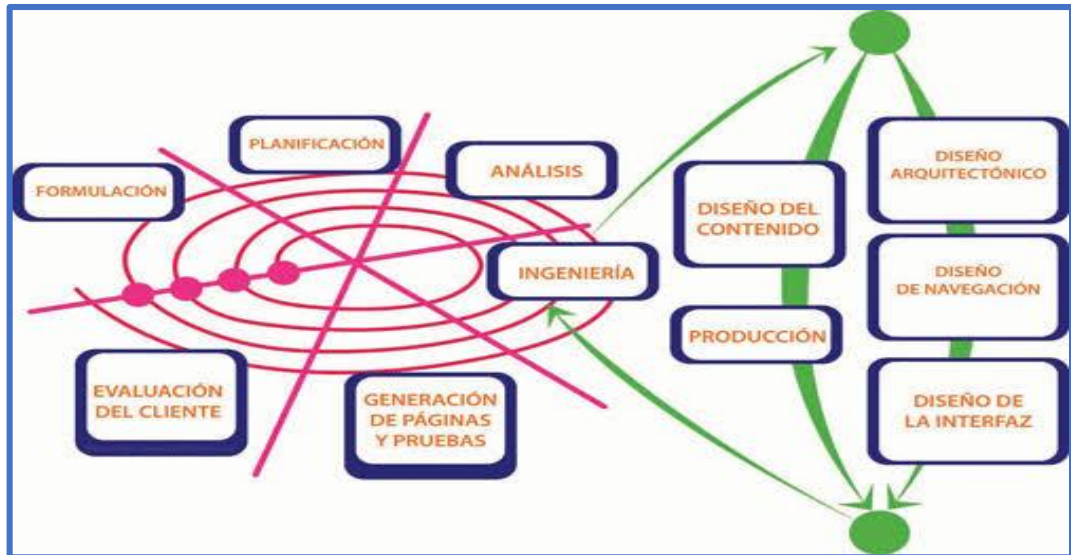 FORMULACIÓN
PLANIFICACIÓN
ANÁLISIS
INGENIERÍA
GENERACIÓN
DE PÁGINAS
Y PRUEBAS
EVALUACIÓN
DEL CLIENTE
DISEÑO DEL
CONTENIDO
PRODUCCIÓN
DISEÑO
ARQUITECTÓNICO
DISEÑO
DE NAVEGACIÓN
DISEÑO DE
LA INTERFAZ